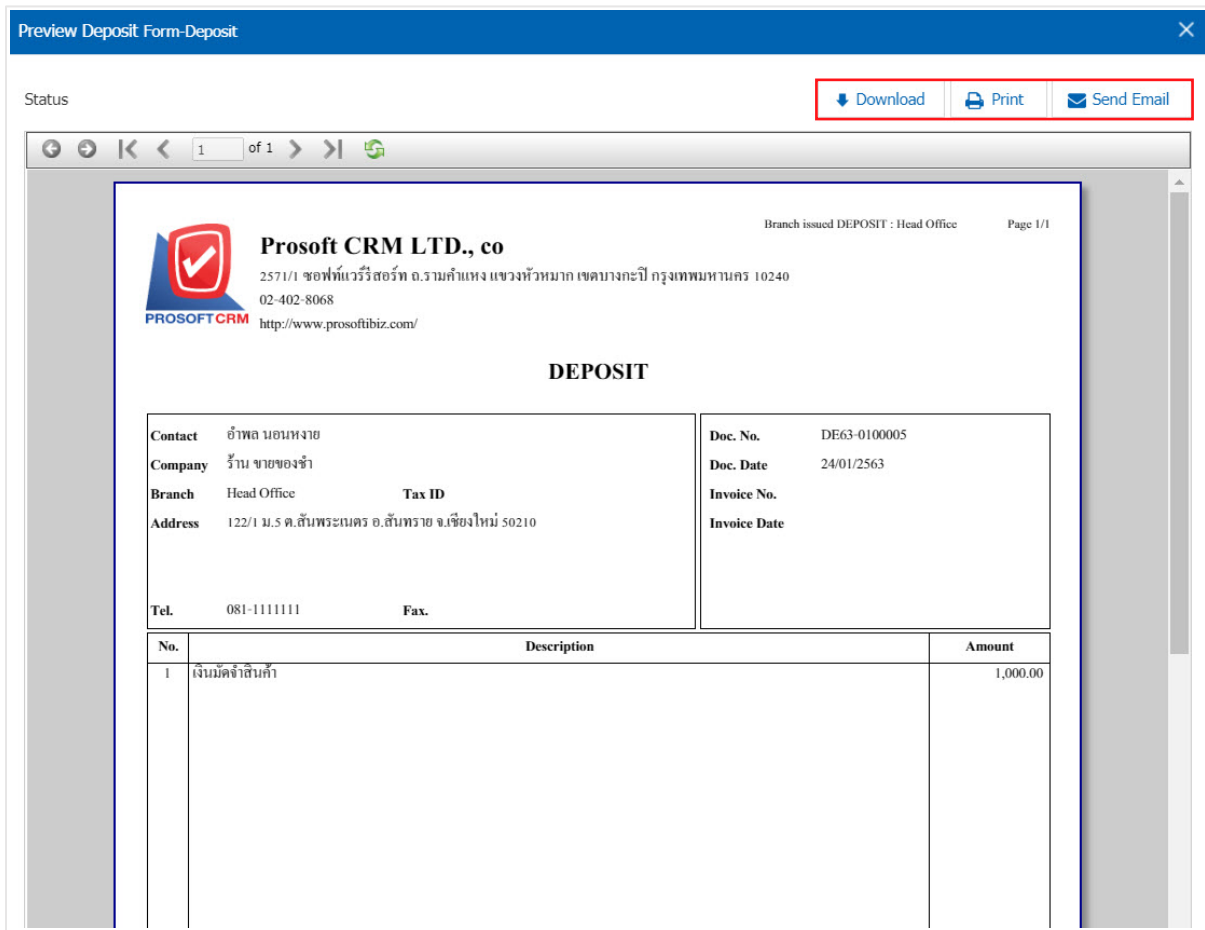 Preview Deposit Form-Deposit
Status
Download Print Send Email
1 of 1
Branch issued DEPOSIT : Head Office Page 1/1
Prosoft CRM LTD., co
2571/1 ซอฟท์แวร์รีสอร์ท ถ.รามคำแหง แขวงหัวหมาก เขตบางกะปิ กรุงเทพมหานคร 10240
02-402-8068
PROSOFT CRM
http://www.prosoftibiz.com/
DEPOSIT
Contact อำพล นอนหงาย
Company ร้าน ขายของชำ
Branch Head Office Tax ID
Address 122/1 ม.5 ต.สันพระเนตร อ.สันทราย จ.เชียงใหม่ 50210
Tel. 081-1111111 Fax.
Doc. No. DE63-0100005
Doc. Date 24/01/2563
Invoice No.
Invoice Date
No. Description Amount
1 เงินมัดจำสินค้า 1,000.00